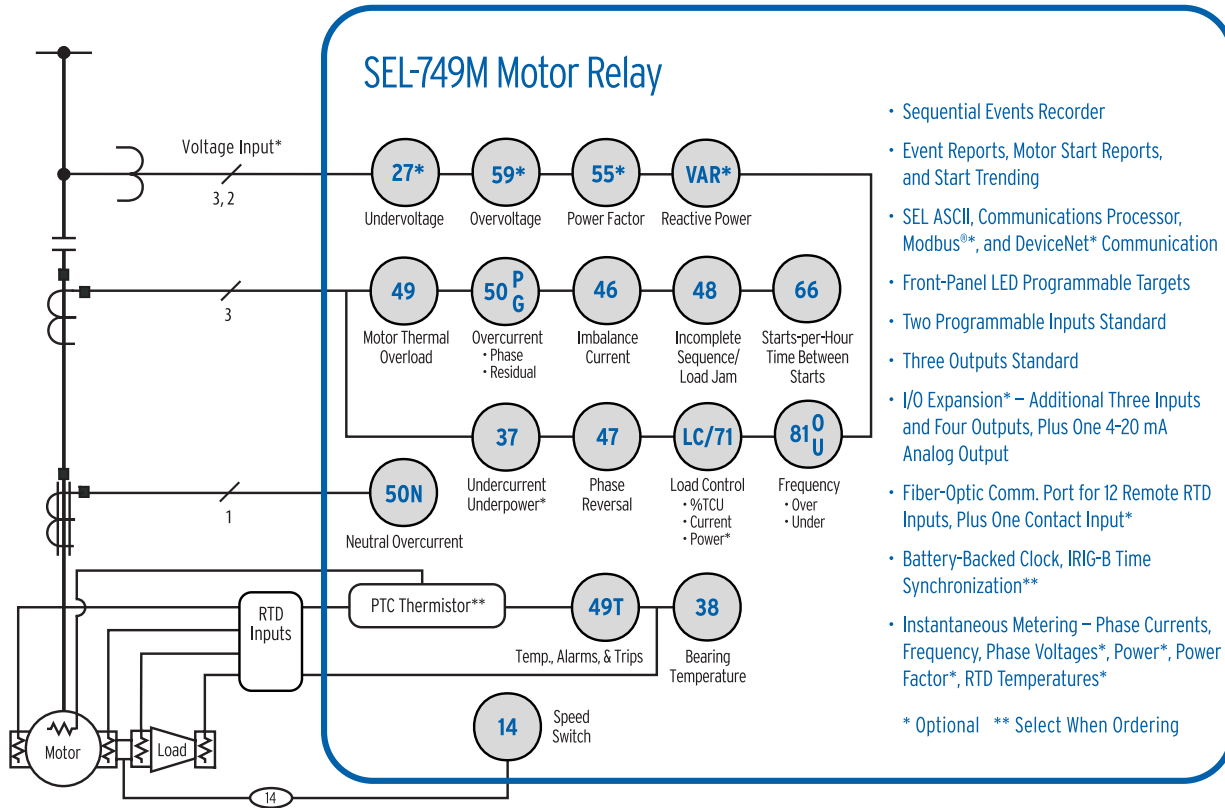 SEL-749M Motor Relay
Voltage Input*
3, 2
27*
Undervoltage
59*
Overvoltage
55*
Power Factor
VAR*
Reactive Power
3
49
Motor Thermal
Overload
50 P
G
Overcurrent
• Phase
• Residual
46
Imbalance
Current
48
Incomplete
Sequence/
Load Jam
66
Starts-per-Hour
Time Between
Starts
37
Undercurrent
Underpower*
47
Phase
Reversal
LC/71
Load Control
• %TCU
• Current
• Power*
81 O
U
Frequency
• Over
• Under
1
50N
Neutral Overcurrent
RTD
Inputs
PTC Thermistor**
49T
Temp., Alarms, & Trips
38
Bearing
Temperature
14
Speed
Switch
Motor
Load
14
• Sequential Events Recorder
• Event Reports, Motor Start Reports,
and Start Trending
• SEL ASCII, Communications Processor,
Modbus®*, and DeviceNet* Communication
• Front-Panel LED Programmable Targets
• Two Programmable Inputs Standard
• Three Outputs Standard
• I/O Expansion* – Additional Three Inputs
and Four Outputs, Plus One 4-20 mA
Analog Output
• Fiber-Optic Comm. Port for 12 Remote RTD
Inputs, Plus One Contact Input*
• Battery-Backed Clock, IRIG-B Time
Synchronization**
• Instantaneous Metering – Phase Currents,
Frequency, Phase Voltages*, Power*, Power
Factor*, RTD Temperatures*
* Optional ** Select When Ordering